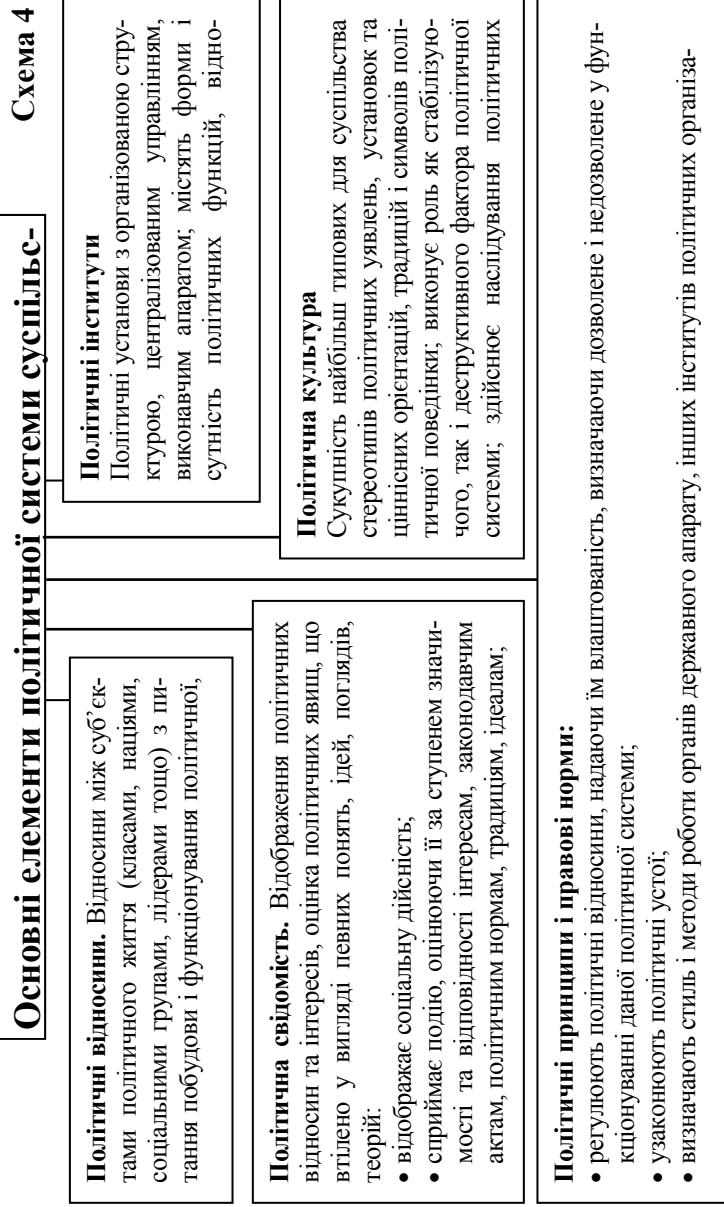 Схема 4
Основні елементи політичної системи суспільс-
Політичні відносини. Відносини між суб’єк-
тами політичного життя (класами, націями,
соціальними групами, лідерами тощо) з пи-
тання побудови і функціонування політичної,
Політичні інститути
Політичні установи з організованою стру-
ктурою, централізованим управлінням,
виконавчим апаратом; містять форми і
сутність політичних функцій, відно-
Політична свідомість. Відображення політичних
відносин та інтересів, оцінка політичних явищ, що
втілено у вигляді певних понять, ідей, поглядів,
теорій:
• відображає соціальну дійсність;
• сприймає подію, оцінюючи її за ступенем значи-
мості та відповідності інтересам, законодавчим
актам, політичним нормам, традиціям, ідеалам;
Політична культура
Сукупність найбільш типових для суспільства
стереотипів політичних уявлень, установок та
ціннісних орієнтацій, традицій і символів полі-
тичної поведінки; виконує роль як стабілізую-
чого, так і деструктивного фактора політичної
системи; здійснює наслідування політичних
Політичні принципи і правові норми:
• регулюють політичні відносини, надаючи їм влаштованість, визначаючи дозволене і недозволене у фун-
кціонуванні даної політичної системи;
• узаконюють політичні устої;
• визначають стиль і методи роботи органів державного апарату, інших інститутів політичних організа-